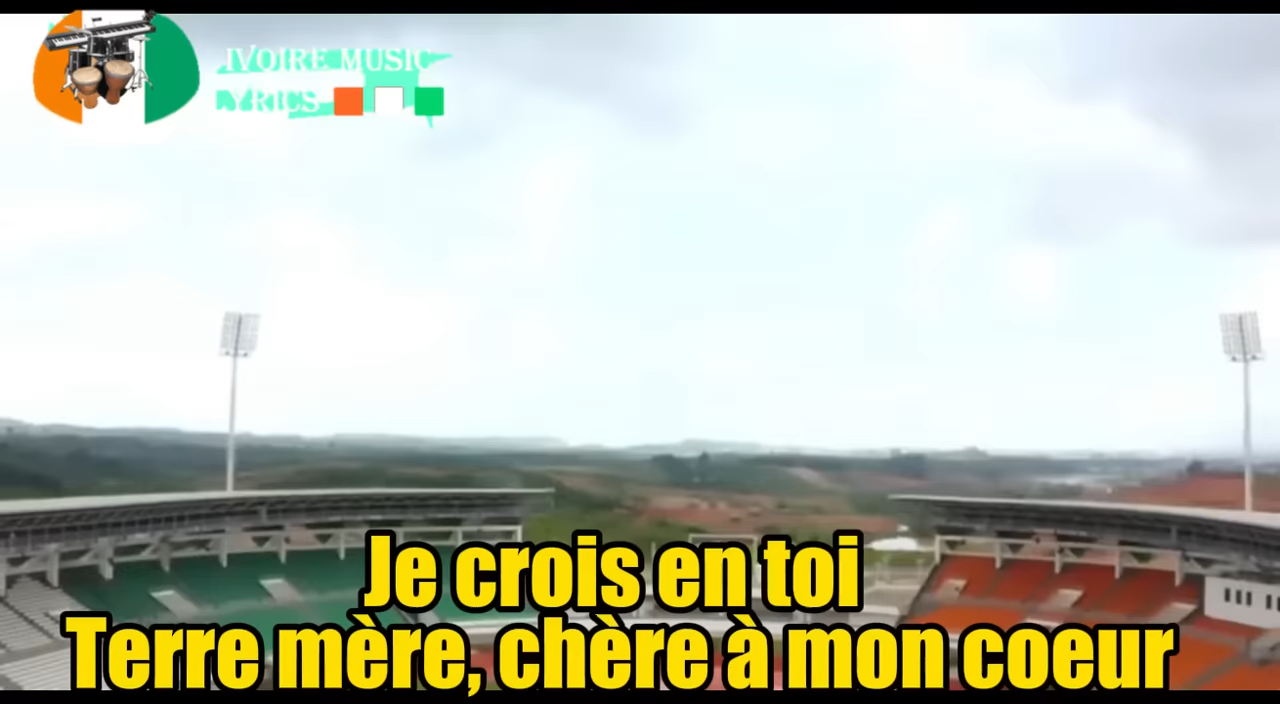 IVOIRE MUSIC
LYRICS
Je crois en toi
Terre mère, chère à mon coeur